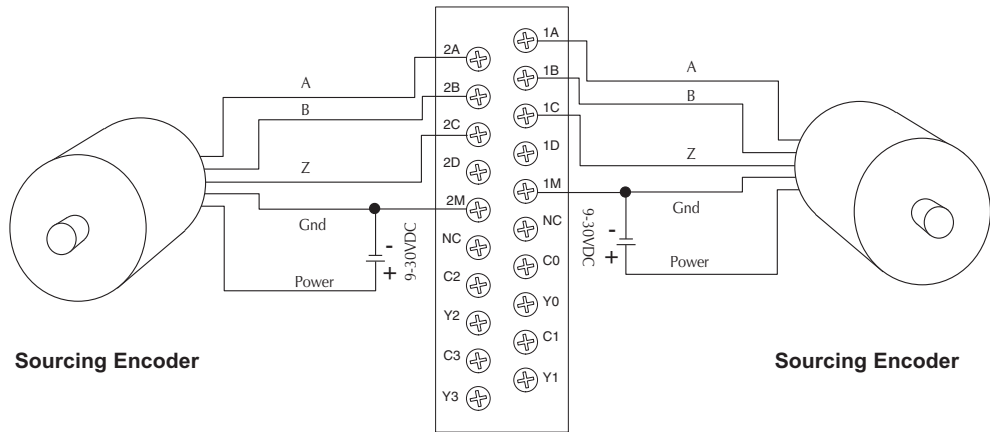 2A
2B
2C
2D
2M
NC
C2
Y2
C3
Y3
1A
1B
1C
1D
1M
NC
C0
Y0
C1
Y1
A
B
Z
Gnd
Power
-
+
9-30VDC
Sourcing Encoder
A
B
Z
Gnd
Power
-
+
9-30VDC
Sourcing Encoder